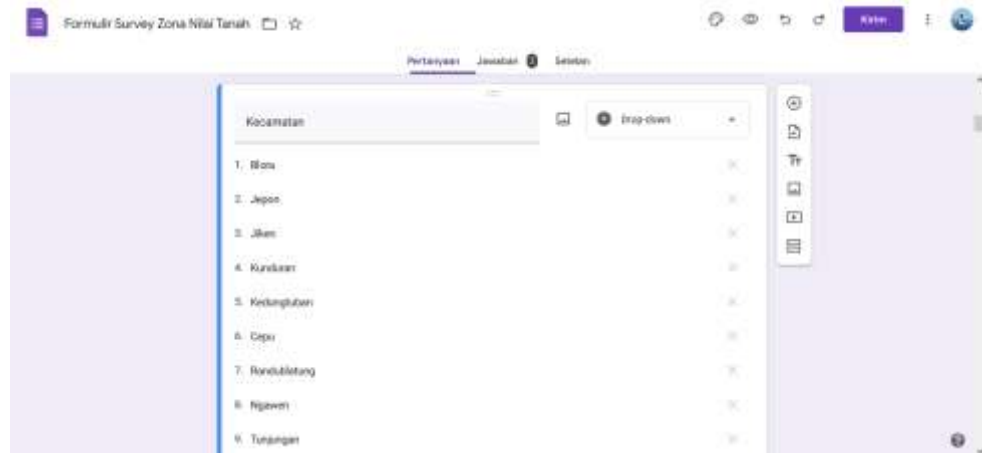 Formulir Survey Zona Nilai Tanah
Kirim
Pertanyaan Jawaban 2 Setelan
Kecamatan
Drop-down
1. Blora
2. Jepon
3. Jiken
4. Kunduran
5. Kedungtuban
6. Cepu
7. Randublatung
8. Ngawen
9. Tunjungan